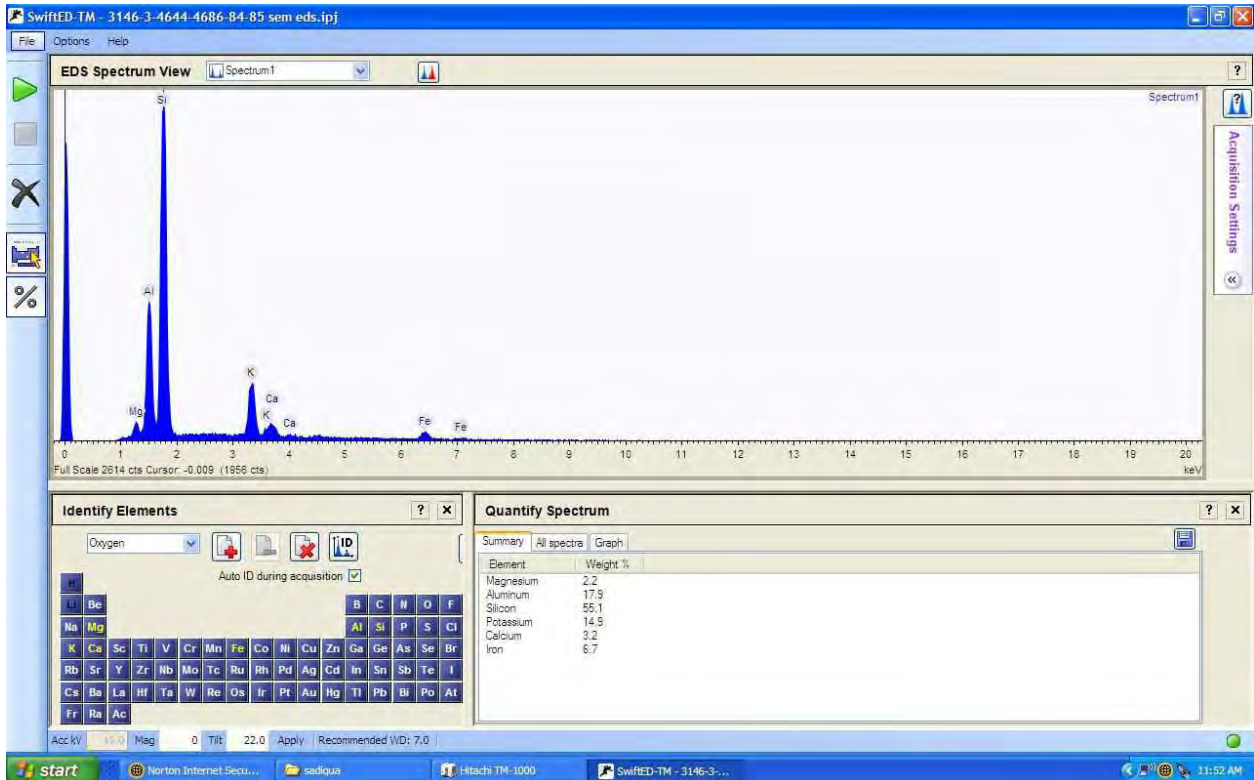 SwiftED-TM - 3146-3-4644-4686-84-85 sem eds.ipj
File Options Help
EDS Spectrum View Spectrum1 ?
Spectrum1
Si
Al
K
Mg
Ca
K
Ca
Fe
Fe
0 1 2 3 4 5 6 7 8 9 10 11 12 13 14 15 16 17 18 19 20
Full Scale 2614 cts Cursor: -0.009 (1956 cts) keV
Acquisition Settings
Identify Elements ?
Oxygen ID
Auto ID during acquisition
H
Li Be B C N O F
Na Mg Al Si P S Cl
K Ca Sc Ti V Cr Mn Fe Co Ni Cu Zn Ga Ge As Se Br
Rb Sr Y Zr Nb Mo Tc Ru Rh Pd Ag Cd In Sn Sb Te I
Cs Ba La Hf Ta W Re Os Ir Pt Au Hg Tl Pb Bi Po At
Fr Ra Ac
Quantify Spectrum ?
Summary All spectra Graph
Element Weight %
Magnesium 2.2
Aluminum 17.9
Silicon 55.1
Potassium 14.9
Calcium 3.2
Iron 6.7
Acc kV 15.0 Mag 0 Tilt 22.0 Apply Recommended WD: 7.0
start Norton Internet Secu... sadiqua Hitachi TM-1000 SwiftED-TM - 3146-3-... 11:52 AM